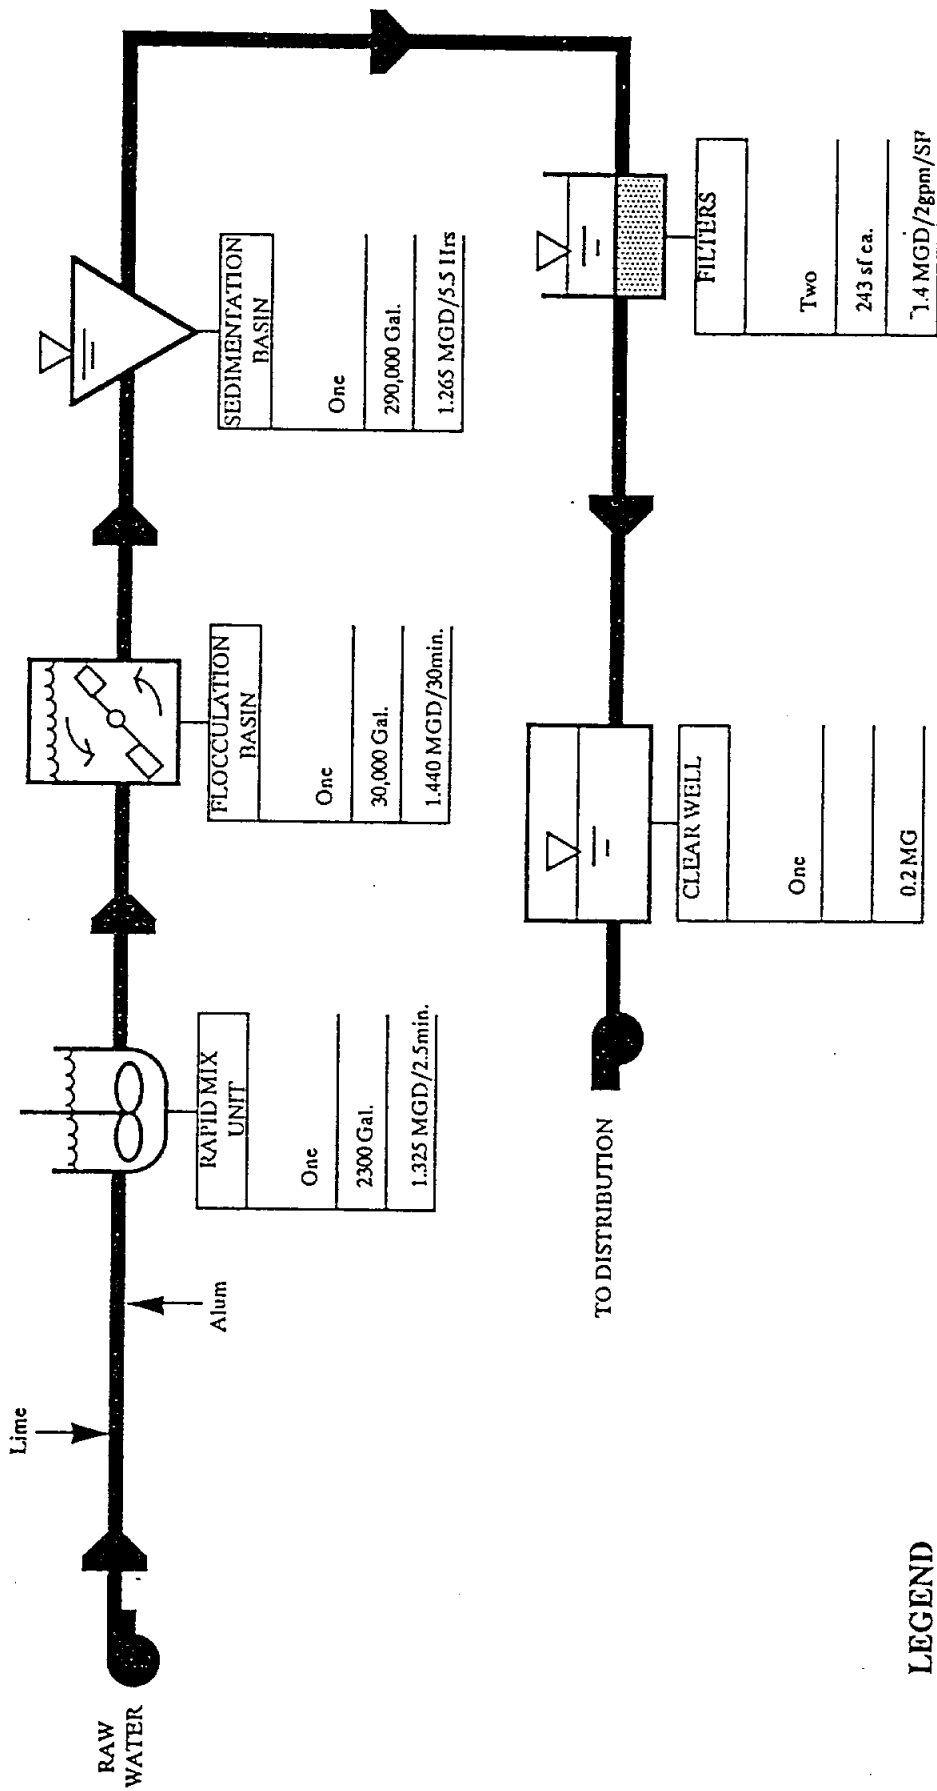 RAW
WATER
Lime
Alum
RAPID MIX
UNIT
One
2300 Gal.
1.325 MGD/2.5min.
FLOCCULATION
BASIN
One
30,000 Gal.
1.440 MGD/30min.
SEDIMENTATION
BASIN
One
290,000 Gal.
1.265 MGD/5.5 Hrs
FILTERS
Two
243 sf ea.
1.4 MGD/2gpm/SF
CLEAR WELL
One
0.2 MG
TO DISTRIBUTION
LEGEND